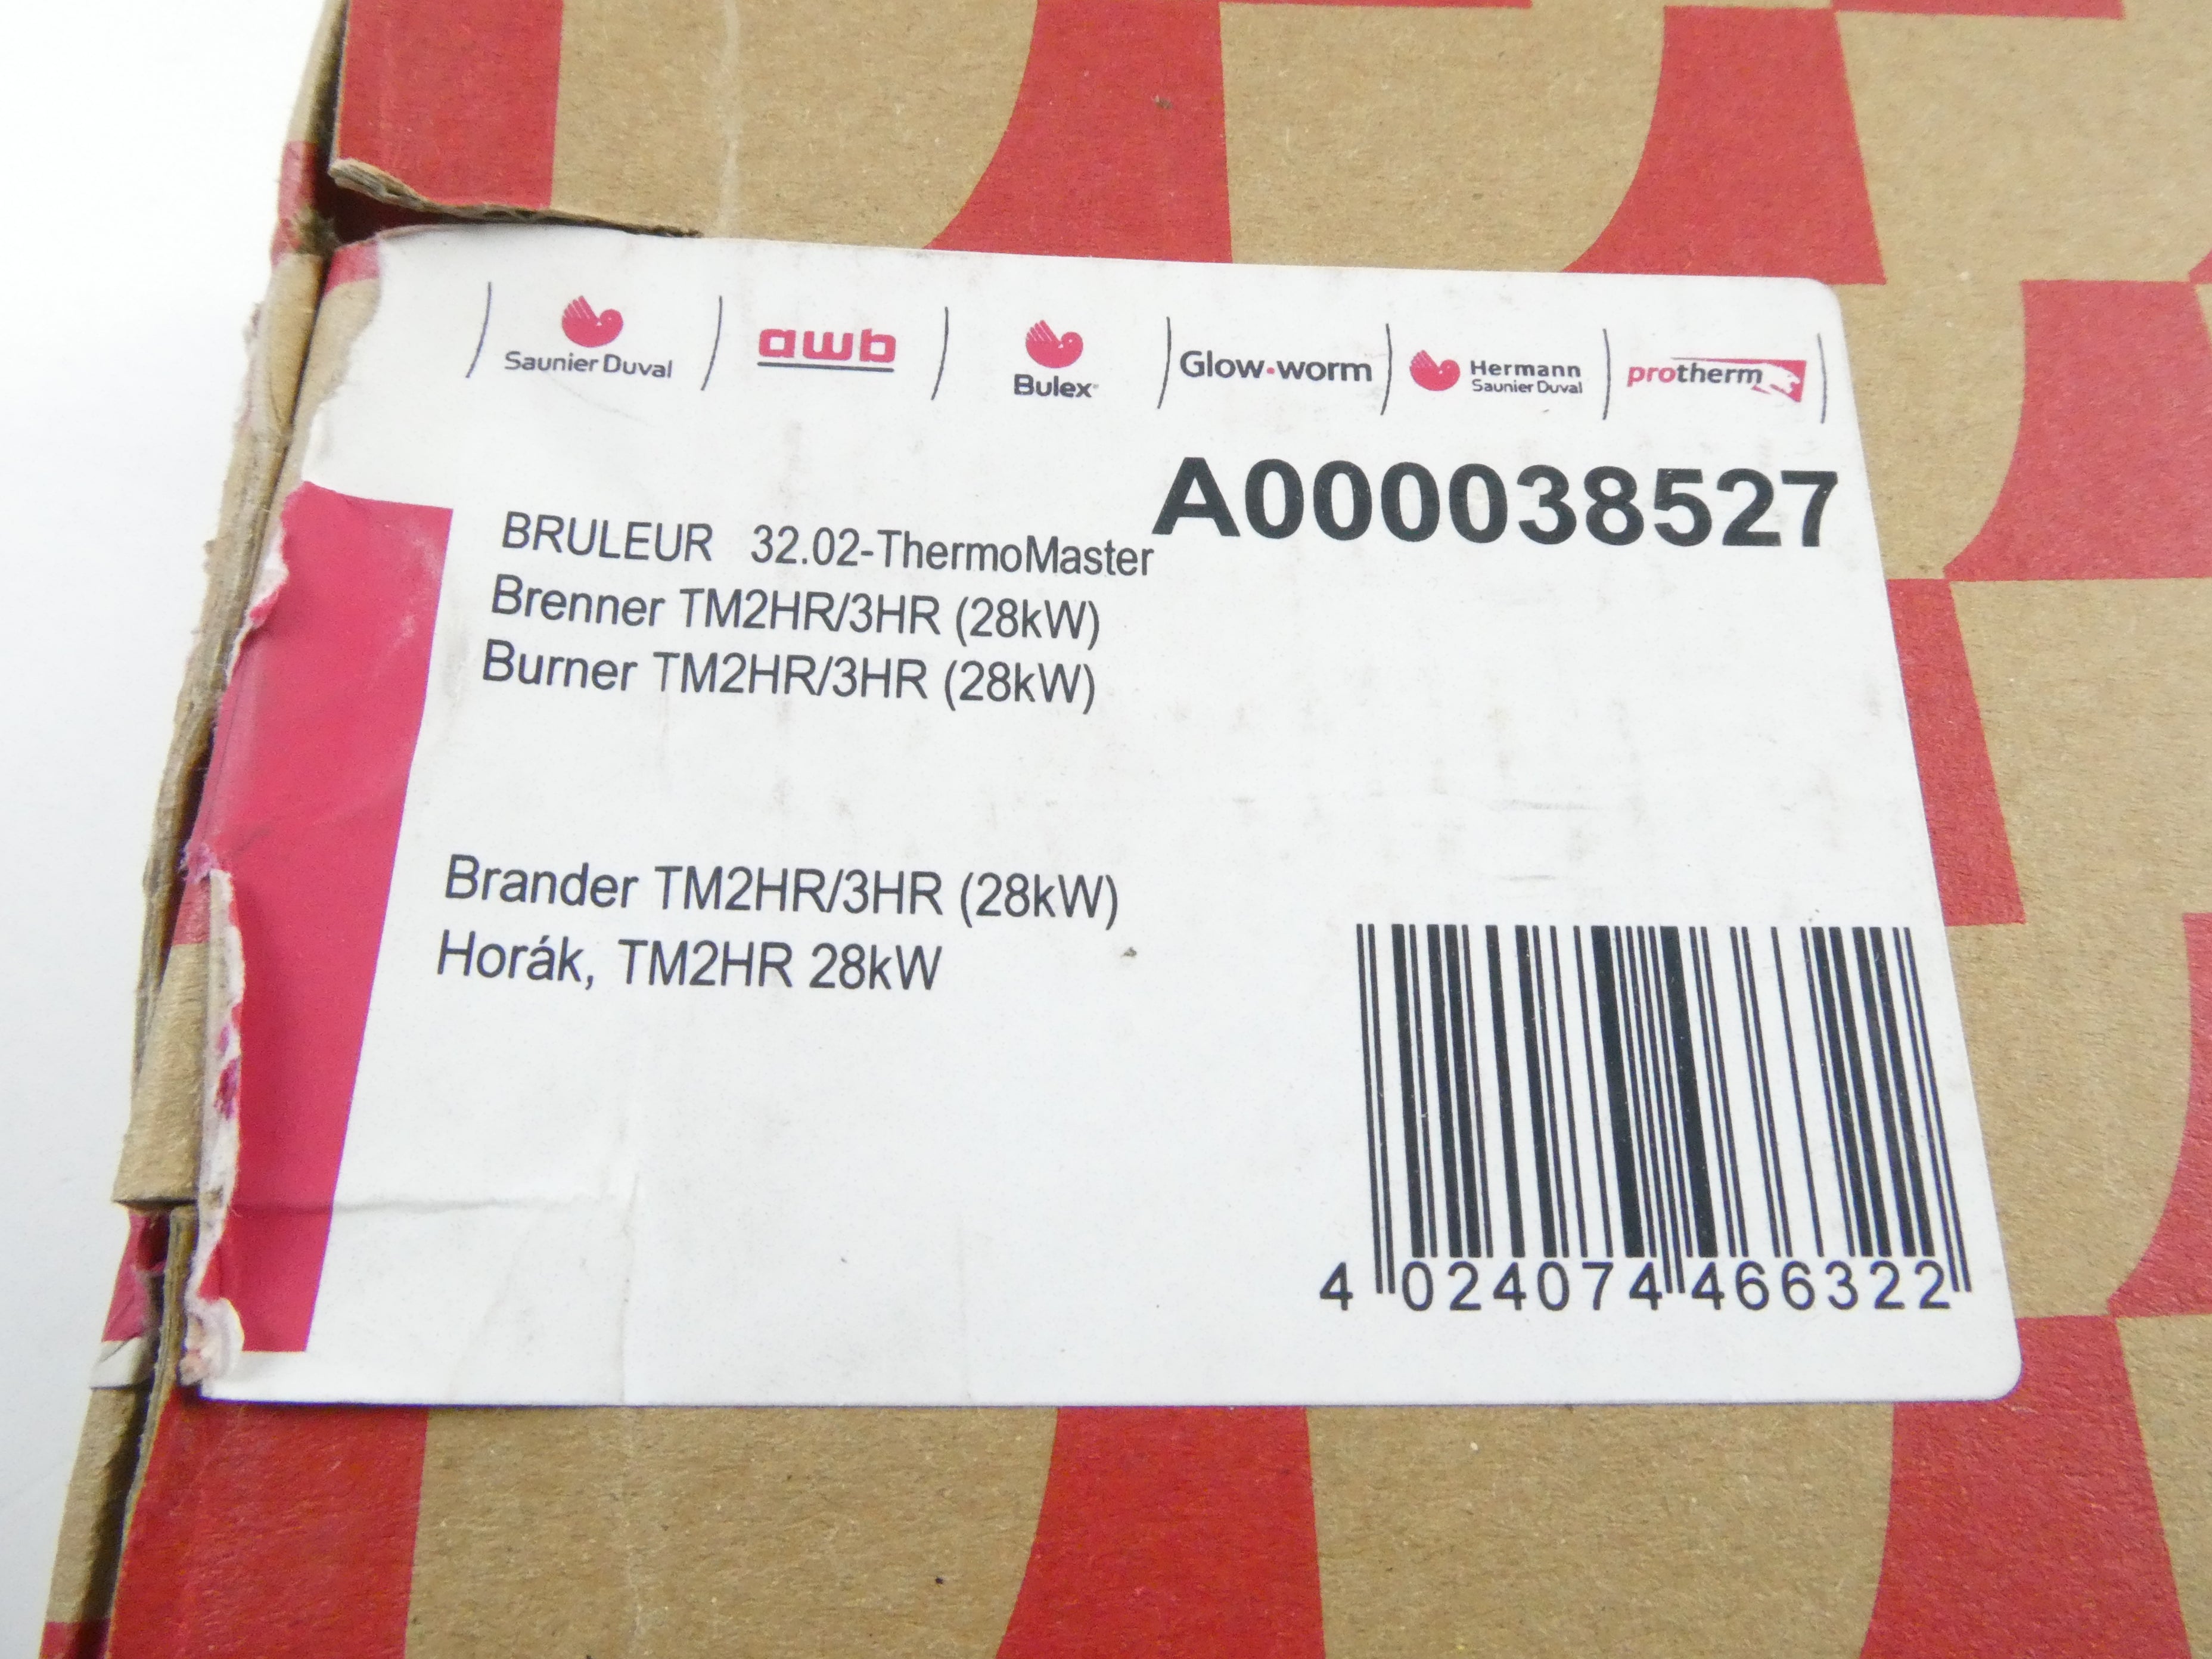 Saunier Duval awb Bulex Glow-worm Hermann Saunier Duval protherm
A000038527
BRULEUR 32.02-ThermoMaster
Brenner TM2HR/3HR (28kW)
Burner TM2HR/3HR (28kW)
Brander TM2HR/3HR (28kW)
Horák, TM2HR 28kW
4 024074 466322